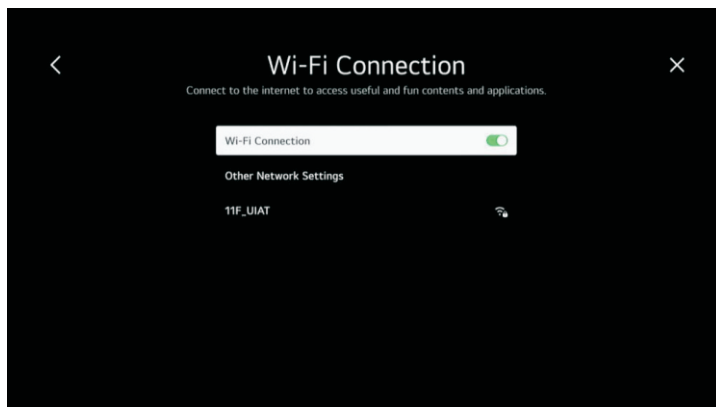 Wi-Fi Connection
Connect to the internet to access useful and fun contents and applications.
Wi-Fi Connection
Other Network Settings
11F_UIAT